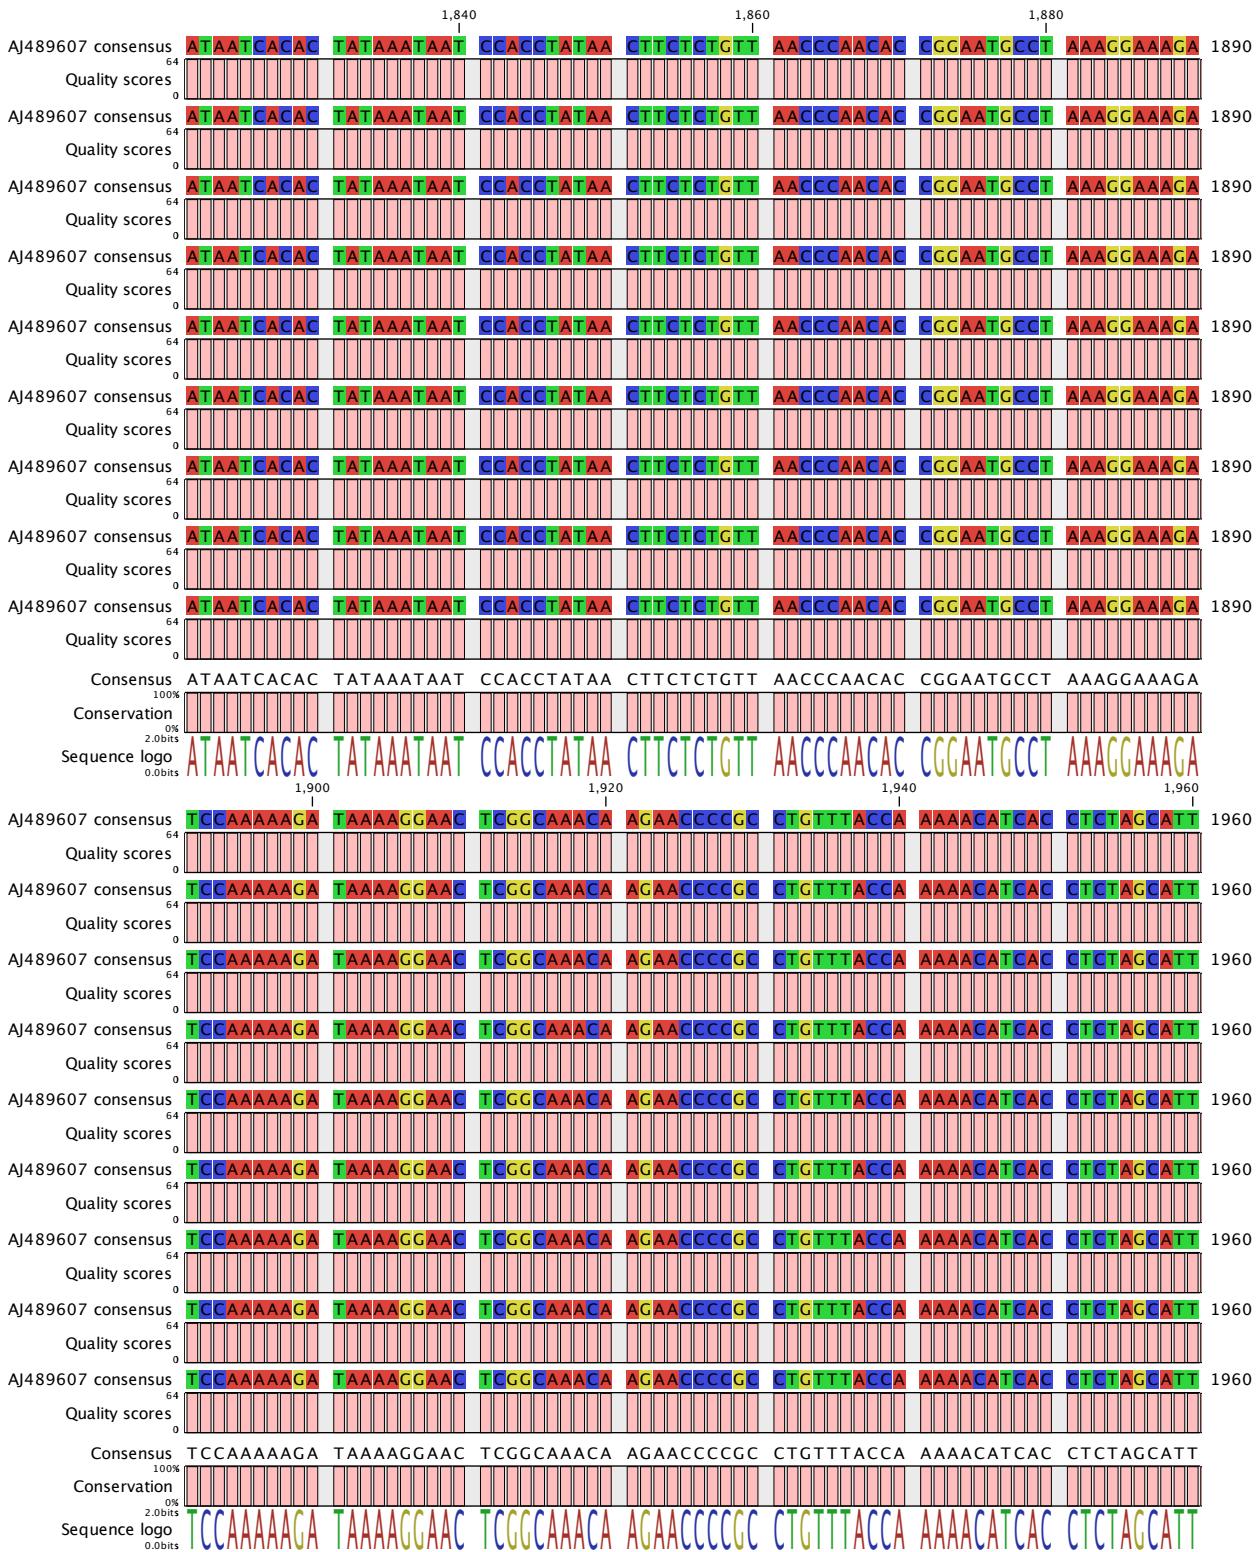 1,840 1,860 1,880
AJ489607 consensus ATAATCACAC TATAAATAAT CCACCTATAA CTTCTCTGTT AACCCAACAC CGGAATGCCT AAAGGAAAGA 1890
64
Quality scores
0
AJ489607 consensus ATAATCACAC TATAAATAAT CCACCTATAA CTTCTCTGTT AACCCAACAC CGGAATGCCT AAAGGAAAGA 1890
64
Quality scores
0
AJ489607 consensus ATAATCACAC TATAAATAAT CCACCTATAA CTTCTCTGTT AACCCAACAC CGGAATGCCT AAAGGAAAGA 1890
64
Quality scores
0
AJ489607 consensus ATAATCACAC TATAAATAAT CCACCTATAA CTTCTCTGTT AACCCAACAC CGGAATGCCT AAAGGAAAGA 1890
64
Quality scores
0
AJ489607 consensus ATAATCACAC TATAAATAAT CCACCTATAA CTTCTCTGTT AACCCAACAC CGGAATGCCT AAAGGAAAGA 1890
64
Quality scores
0
AJ489607 consensus ATAATCACAC TATAAATAAT CCACCTATAA CTTCTCTGTT AACCCAACAC CGGAATGCCT AAAGGAAAGA 1890
64
Quality scores
0
AJ489607 consensus ATAATCACAC TATAAATAAT CCACCTATAA CTTCTCTGTT AACCCAACAC CGGAATGCCT AAAGGAAAGA 1890
64
Quality scores
0
AJ489607 consensus ATAATCACAC TATAAATAAT CCACCTATAA CTTCTCTGTT AACCCAACAC CGGAATGCCT AAAGGAAAGA 1890
64
Quality scores
0
AJ489607 consensus ATAATCACAC TATAAATAAT CCACCTATAA CTTCTCTGTT AACCCAACAC CGGAATGCCT AAAGGAAAGA 1890
64
Quality scores
0
Consensus ATAATCACAC TATAAATAAT CCACCTATAA CTTCTCTGTT AACCCAACAC CGGAATGCCT AAAGGAAAGA
100%
Conservation
0%
2.0bits
Sequence logo ATAATCACAC TATAAATAAT CCACCTATAA CTTCTCTGTT AACCCAACAC CGGAATGCCT AAAGGAAAGA
0.0bits
1,900 1,920 1,940 1,960
AJ489607 consensus TCCAAAAAGA TAAAAGGAAC TCGGCAAACA AGAACCCCGC CTGTTTACCA AAAACATCAC CTCTAGCATT 1960
64
Quality scores
0
AJ489607 consensus TCCAAAAAGA TAAAAGGAAC TCGGCAAACA AGAACCCCGC CTGTTTACCA AAAACATCAC CTCTAGCATT 1960
64
Quality scores
0
AJ489607 consensus TCCAAAAAGA TAAAAGGAAC TCGGCAAACA AGAACCCCGC CTGTTTACCA AAAACATCAC CTCTAGCATT 1960
64
Quality scores
0
AJ489607 consensus TCCAAAAAGA TAAAAGGAAC TCGGCAAACA AGAACCCCGC CTGTTTACCA AAAACATCAC CTCTAGCATT 1960
64
Quality scores
0
AJ489607 consensus TCCAAAAAGA TAAAAGGAAC TCGGCAAACA AGAACCCCGC CTGTTTACCA AAAACATCAC CTCTAGCATT 1960
64
Quality scores
0
AJ489607 consensus TCCAAAAAGA TAAAAGGAAC TCGGCAAACA AGAACCCCGC CTGTTTACCA AAAACATCAC CTCTAGCATT 1960
64
Quality scores
0
AJ489607 consensus TCCAAAAAGA TAAAAGGAAC TCGGCAAACA AGAACCCCGC CTGTTTACCA AAAACATCAC CTCTAGCATT 1960
64
Quality scores
0
AJ489607 consensus TCCAAAAAGA TAAAAGGAAC TCGGCAAACA AGAACCCCGC CTGTTTACCA AAAACATCAC CTCTAGCATT 1960
64
Quality scores
0
AJ489607 consensus TCCAAAAAGA TAAAAGGAAC TCGGCAAACA AGAACCCCGC CTGTTTACCA AAAACATCAC CTCTAGCATT 1960
64
Quality scores
0
Consensus TCCAAAAAGA TAAAAGGAAC TCGGCAAACA AGAACCCCGC CTGTTTACCA AAAACATCAC CTCTAGCATT
100%
Conservation
0%
2.0bits
Sequence logo TCCAAAAAGA TAAAAGGAAC TCGGCAAACA AGAACCCCGC CTGTTTACCA AAAACATCAC CTCTAGCATT
0.0bits